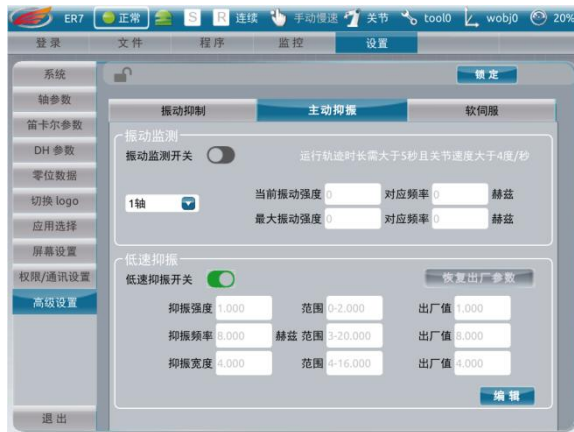 ER7 正常 S R 连续 手动慢速 关节 tool0 wobj0 20%
登录 文件 程序 监控 设置
系统
轴参数
笛卡尔参数
DH 参数
零位数据
切换 logo
应用选择
屏幕设置
权限/通讯设置
高级设置
退出
锁定
振动抑制 主动抑振 软伺服
振动监测
振动监测开关 运行轨迹时长需大于5秒且关节速度大于4度/秒
1轴 当前振动强度 0 对应频率 0 赫兹
最大振动强度 0 对应频率 0 赫兹
低速抑振
低速抑振开关 恢复出厂参数
抑振强度 1.000 范围 0-2.000 出厂值 1.000
抑振频率 8.000 赫兹 范围 3-20.000 出厂值 8.000
抑振宽度 4.000 范围 4-16.000 出厂值 4.000
编辑